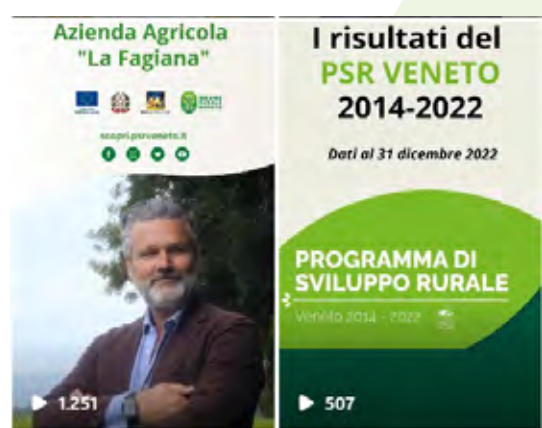 Azienda Agricola
"La Fagiana"
scopri.psrveneto.it
1.251
I risultati del
PSR VENETO
2014-2022
Dati al 31 dicembre 2022
PROGRAMMA DI
SVILUPPO RURALE
Veneto 2014 - 2022
507